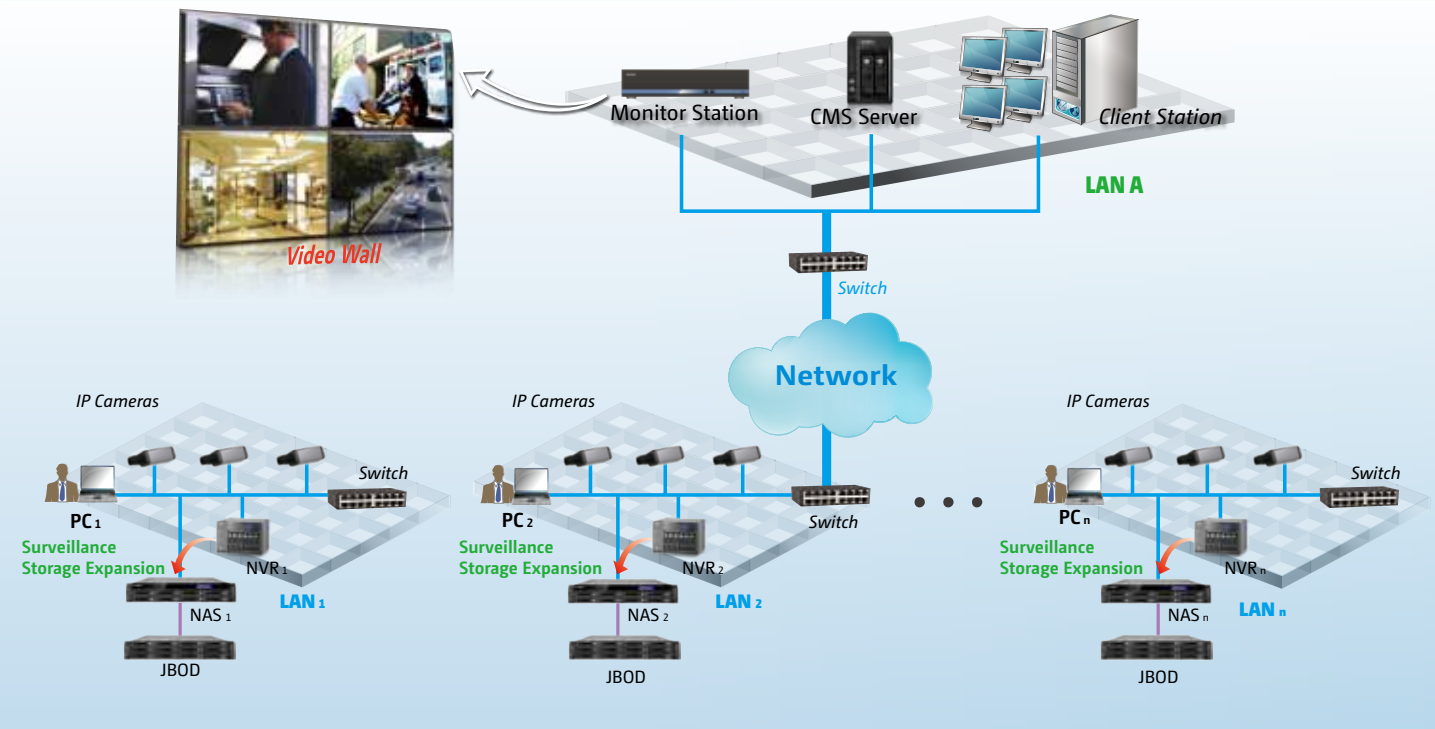 Monitor Station
CMS Server
Client Station
LAN A
Video Wall
Switch
Network
IP Cameras
Switch
PC 1
Surveillance
Storage Expansion
NVR 1
LAN 1
NAS 1
JBOD
IP Cameras
Switch
PC 2
Surveillance
Storage Expansion
NVR 2
LAN 2
NAS 2
JBOD
IP Cameras
Switch
PC n
Surveillance
Storage Expansion
NVR n
LAN n
NAS n
JBOD